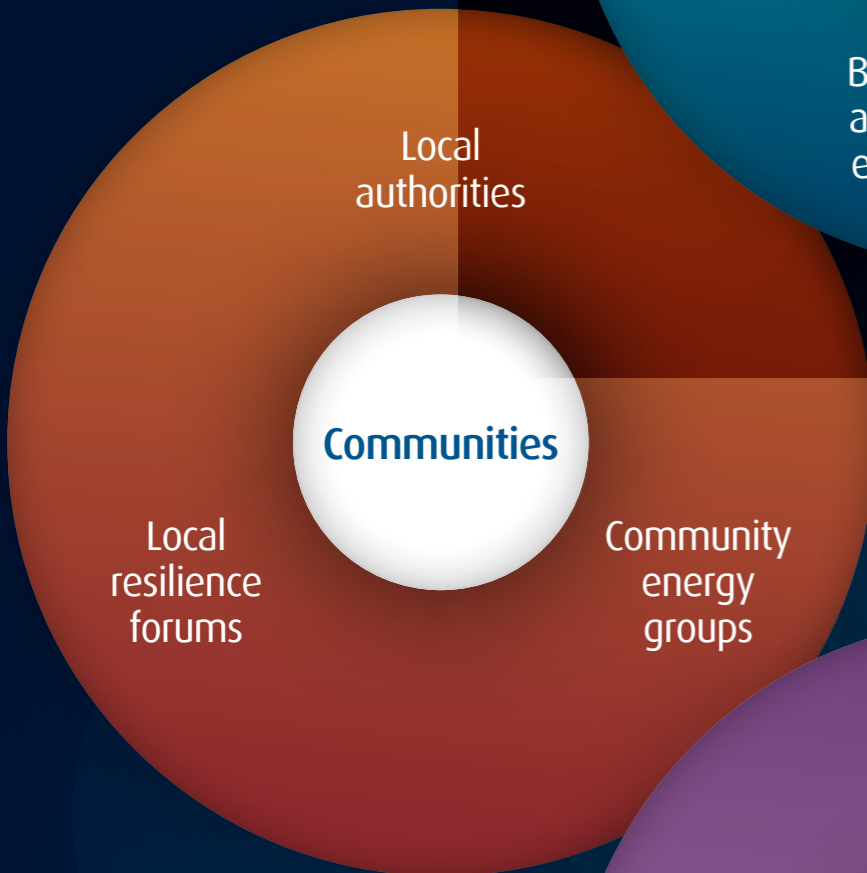 Local
authorities
Communities
Local
resilience
forums
Community
energy
groups